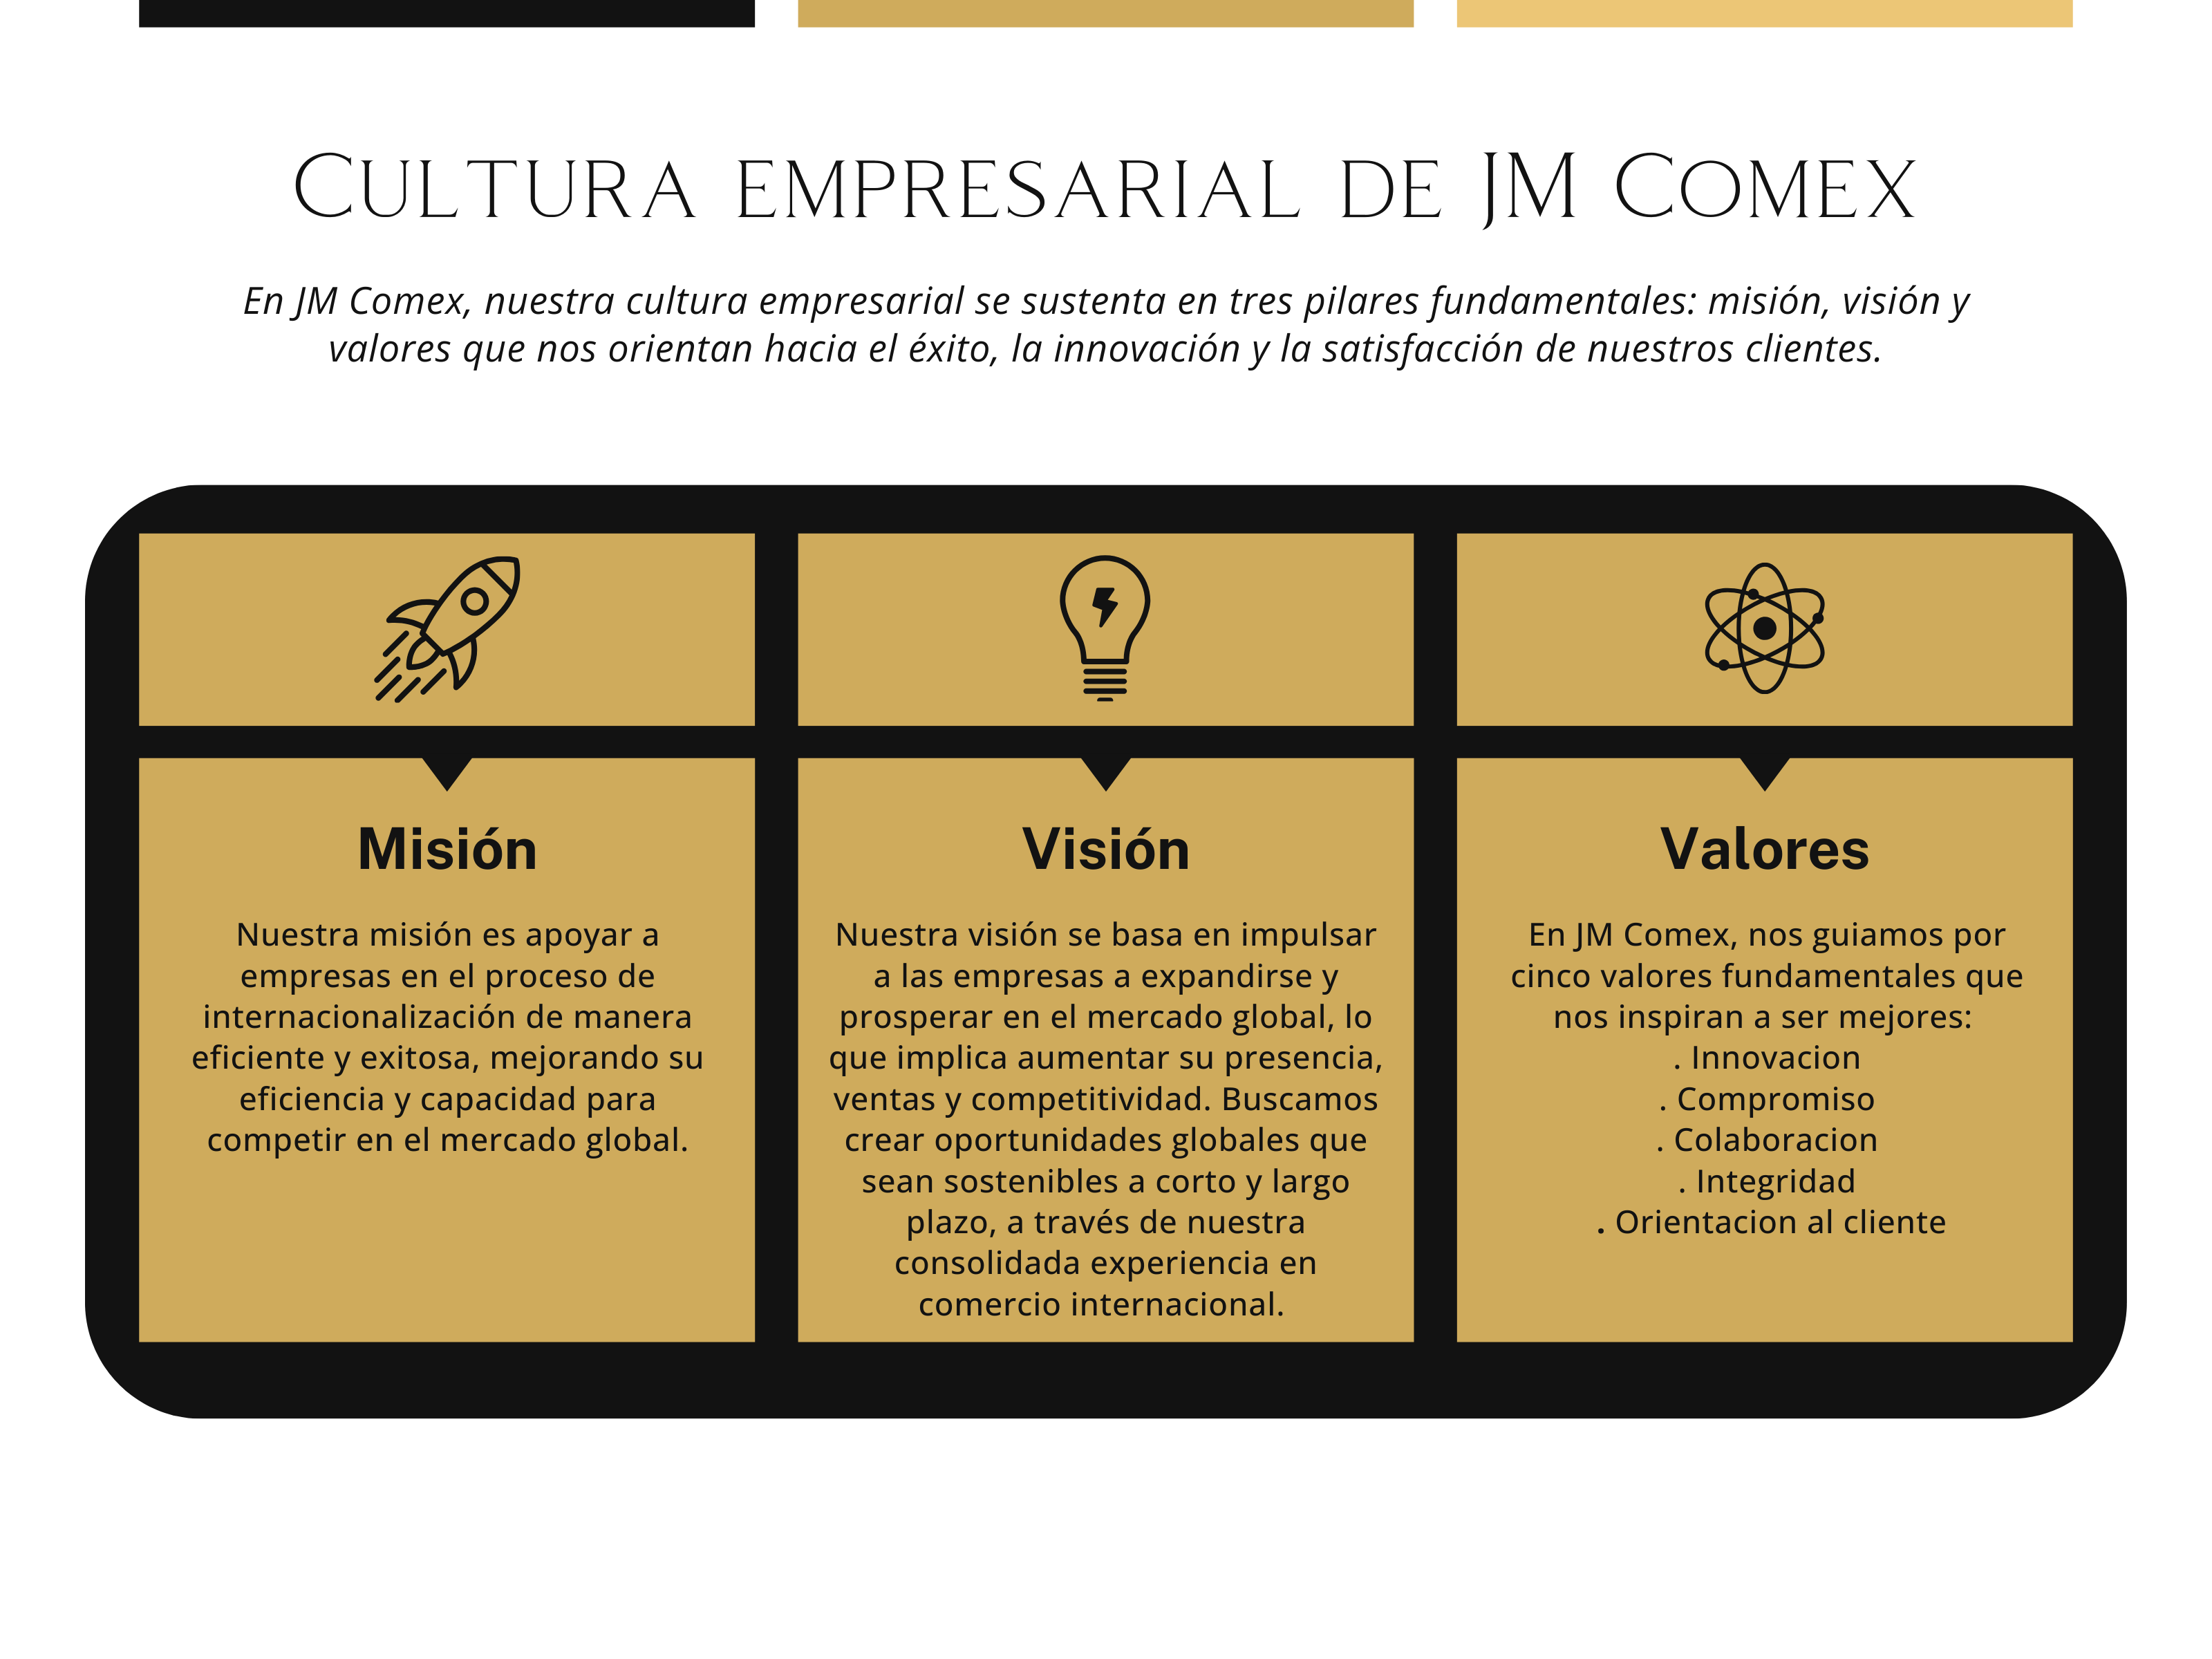 Cultura empresarial de JM Comex
En JM Comex, nuestra cultura empresarial se sustenta en tres pilares fundamentales: misión, visión y
valores que nos orientan hacia el éxito, la innovación y la satisfacción de nuestros clientes.
Misión
Nuestra misión es apoyar a
empresas en el proceso de
internacionalización de manera
eficiente y exitosa, mejorando su
eficiencia y capacidad para
competir en el mercado global.
Visión
Nuestra visión se basa en impulsar
a las empresas a expandirse y
prosperar en el mercado global, lo
que implica aumentar su presencia,
ventas y competitividad. Buscamos
crear oportunidades globales que
sean sostenibles a corto y largo
plazo, a través de nuestra
consolidada experiencia en
comercio internacional.
Valores
En JM Comex, nos guiamos por
cinco valores fundamentales que
nos inspiran a ser mejores:
. Innovacion
. Compromiso
. Colaboracion
. Integridad
. Orientacion al cliente